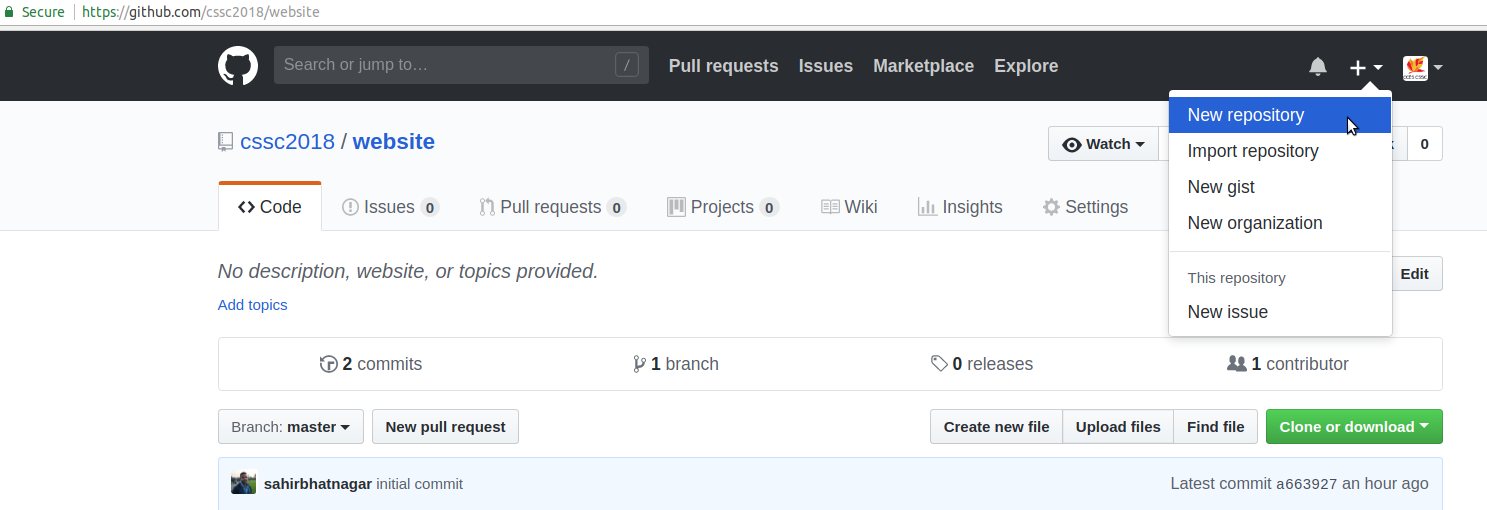 Secure https://github.com/cssc2018/website
Search or jump to… / Pull requests Issues Marketplace Explore
New repository
Import repository
New gist
New organization
This repository
New issue
cssc2018 / website
Watch 0
Code Issues 0 Pull requests 0 Projects 0 Wiki Insights Settings
No description, website, or topics provided. Edit
Add topics
2 commits 1 branch 0 releases 1 contributor
Branch: master New pull request Create new file Upload files Find file Clone or download
sahirbhatnagar initial commit Latest commit a663927 an hour ago